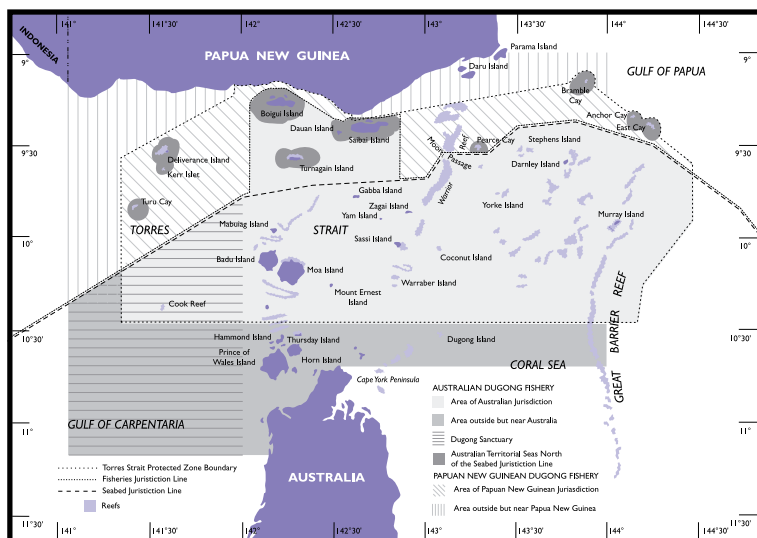 141°
141°30'
142°
142°30'
143°
143°30'
144°
144°30'
INDONESIA
PAPUA NEW GUINEA
Parama Island
9°
9°
Daru Island
GULF OF PAPUA
Bramble
Cay
Boigui Island
Anchor Cay
East Cay
Dauan Island
Saibai Island
Moon
Passage
Reef
Warrior
Pearce Cay
Stephens Island
9°30'
9°30'
Deliverance Island
Kerr Islet
Turnagain Island
Darnley Island
Turu Cay
Gabba Island
Zagai Island
Yam Island
Yorke Island
Murray Island
TORRES
STRAIT
Mabuiag Island
10°
10°
Sassi Island
Badu Island
Moa Island
Coconut Island
Mount Ernest
Island
Warraber Island
Cook Reef
GREAT BARRIER REEF
10°30'
10°30'
Hammond Island
Thursday Island
Dugong Island
Prince of
Wales Island
Horn Island
CORAL SEA
Cape York Peninsula
AUSTRALIAN DUGONG FISHERY
Area of Australian Jurisdiction
Area outside but near Australia
Dugong Sanctuary
Australian Territorial Seas North
of the Seabed Juristiction Line
PAPUA NEW GUINEAN DUGONG FISHERY
Area of Papuan New Guinean Juriasdiction
Area outside but near Papua New Guinea
GULF OF CARPENTARIA
11°
11°
Torres Strait Protected Zone Boundary
Fisheries Juristiction Line
Seabed Juristiction Line
Reefs
AUSTRALIA
11°30'
11°30'
141°
141°30'
142°
142°30'
143°
143°30'
144°
144°30'